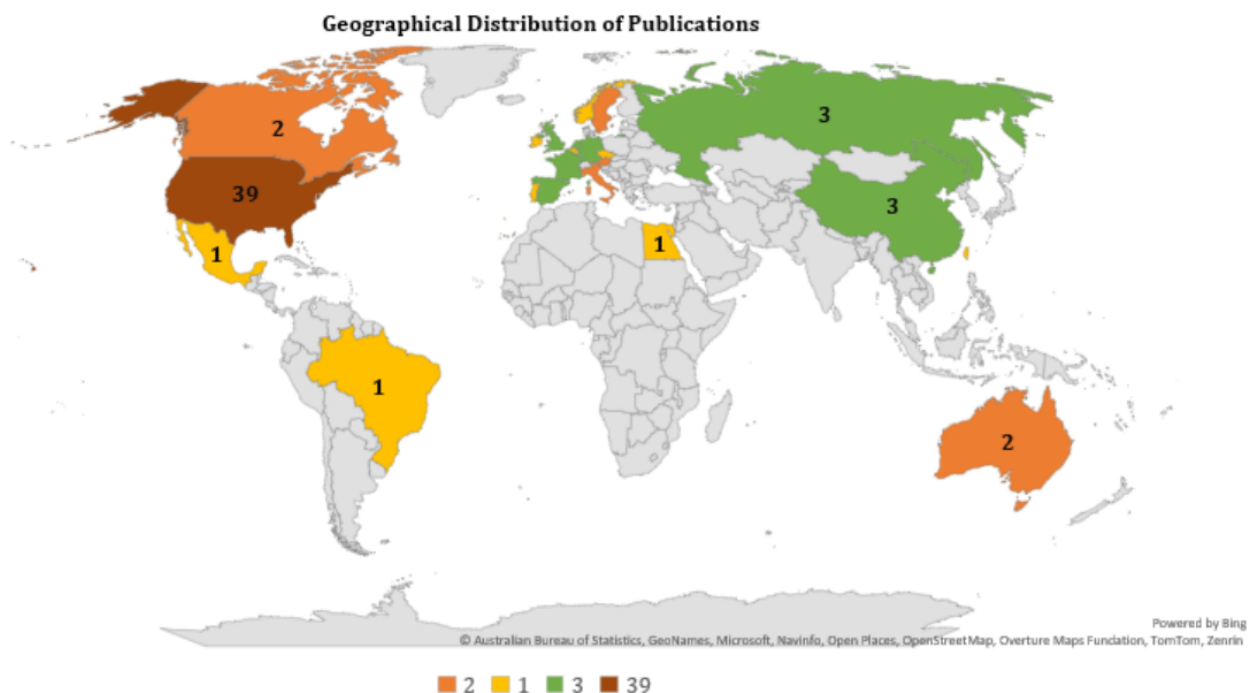 Geographical Distribution of Publications
2
39
1
1
1
3
3
2
Powered by Bing
© Australian Bureau of Statistics, GeoNames, Microsoft, Navinfo, Open Places, OpenStreetMap, Overture Maps Fundation, TomTom, Zenrin
2 1 3 39